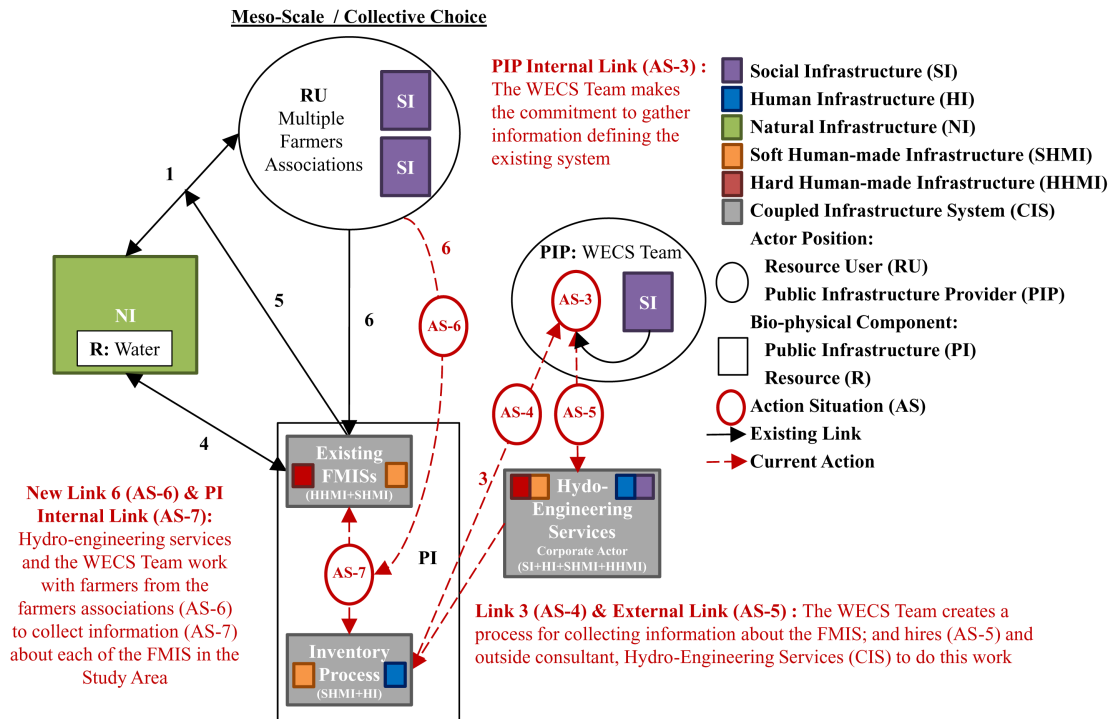 Meso-Scale / Collective Choice
RU
Multiple
Farmers
Associations
SI
SI
PIP Internal Link (AS-3) :
The WECS Team makes
the commitment to gather
information defining the
existing system
Social Infrastructure (SI)
Human Infrastructure (HI)
Natural Infrastructure (NI)
Soft Human-made Infrastructure (SHMI)
Hard Human-made Infrastructure (HHMI)
Coupled Infrastructure System (CIS)
Actor Position:
Resource User (RU)
Public Infrastructure Provider (PIP)
Bio-physical Component:
Public Infrastructure (PI)
Resource (R)
Action Situation (AS)
Existing Link
Current Action
1
6
5
6
AS-6
NI
R: Water
4
PIP: WECS Team
AS-3
SI
AS-4
AS-5
3
Existing
FMISs
(HHMI+SHMI)
Hydo-
Engineering
Services
Corporate Actor
(SI+HI+SHMI+HHMI)
PI
AS-7
Inventory
Process
(SHMI+HI)
New Link 6 (AS-6) & PI
Internal Link (AS-7):
Hydro-engineering services
and the WECS Team work
with farmers from the
farmers associations (AS-6)
to collect information (AS-7)
about each of the FMIS in the
Study Area
Link 3 (AS-4) & External Link (AS-5) : The WECS Team creates a
process for collecting information about the FMIS; and hires (AS-5) and
outside consultant, Hydro-Engineering Services (CIS) to do this work